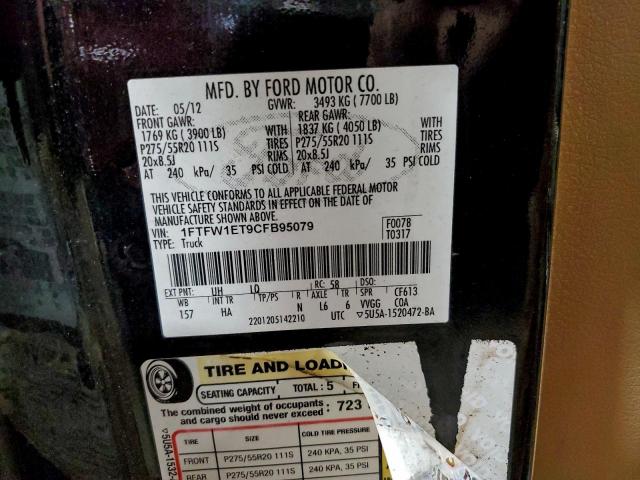 MFD. BY FORD MOTOR CO.
DATE: 05/12 GVWR: 3493 KG ( 7700 LB)
FRONT GAWR: REAR GAWR:
1769 KG ( 3900 LB) WITH 1837 KG ( 4050 LB) WITH
P275/55R20 111S TIRES P275/55R20 111S TIRES
20x8.5J RIMS 20x8.5J RIMS
AT 240 kPa/ 35 PSI COLD AT 240 kPa/ 35 PSI COLD
THIS VEHICLE CONFORMS TO ALL APPLICABLE FEDERAL MOTOR
VEHICLE SAFETY STANDARDS IN EFFECT ON THE DATE OF
MANUFACTURE SHOWN ABOVE.
VIN: 1FTFW1ET9CFB95079 F0078
TYPE: Truck T0317
EXT PNT: UH LQ RC: 58 DSO: CF613
WB INT TR TP/PS R AXLE TR SPR COA
157 HA N L6 6 VVGG
2201205142210 UTC ▽5U5A-1520472-BA
TIRE AND LOADI
SEATING CAPACITY TOTAL : 5 F
The combined weight of occupants
and cargo should never exceed : 723
TIRE SIZE COLD TIRE PRESSURE
FRONT P275/55R20 111S 240 KPA, 35 PSI
REAR P275/55R20 111S 240 KPA, 35 PSI
▽5U5A-1532